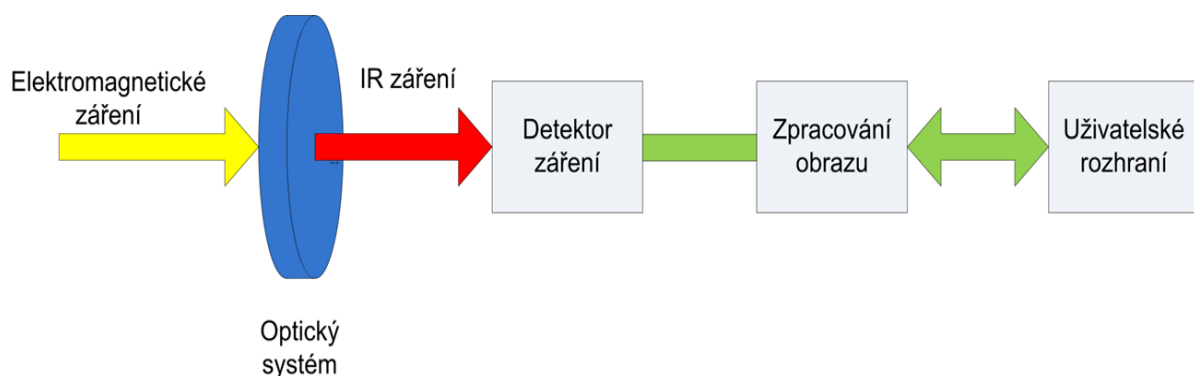 Elektromagnetické
záření
IR záření
Detektor
záření
Zpracování
obrazu
Uživatelské
rozhraní
Optický
systém